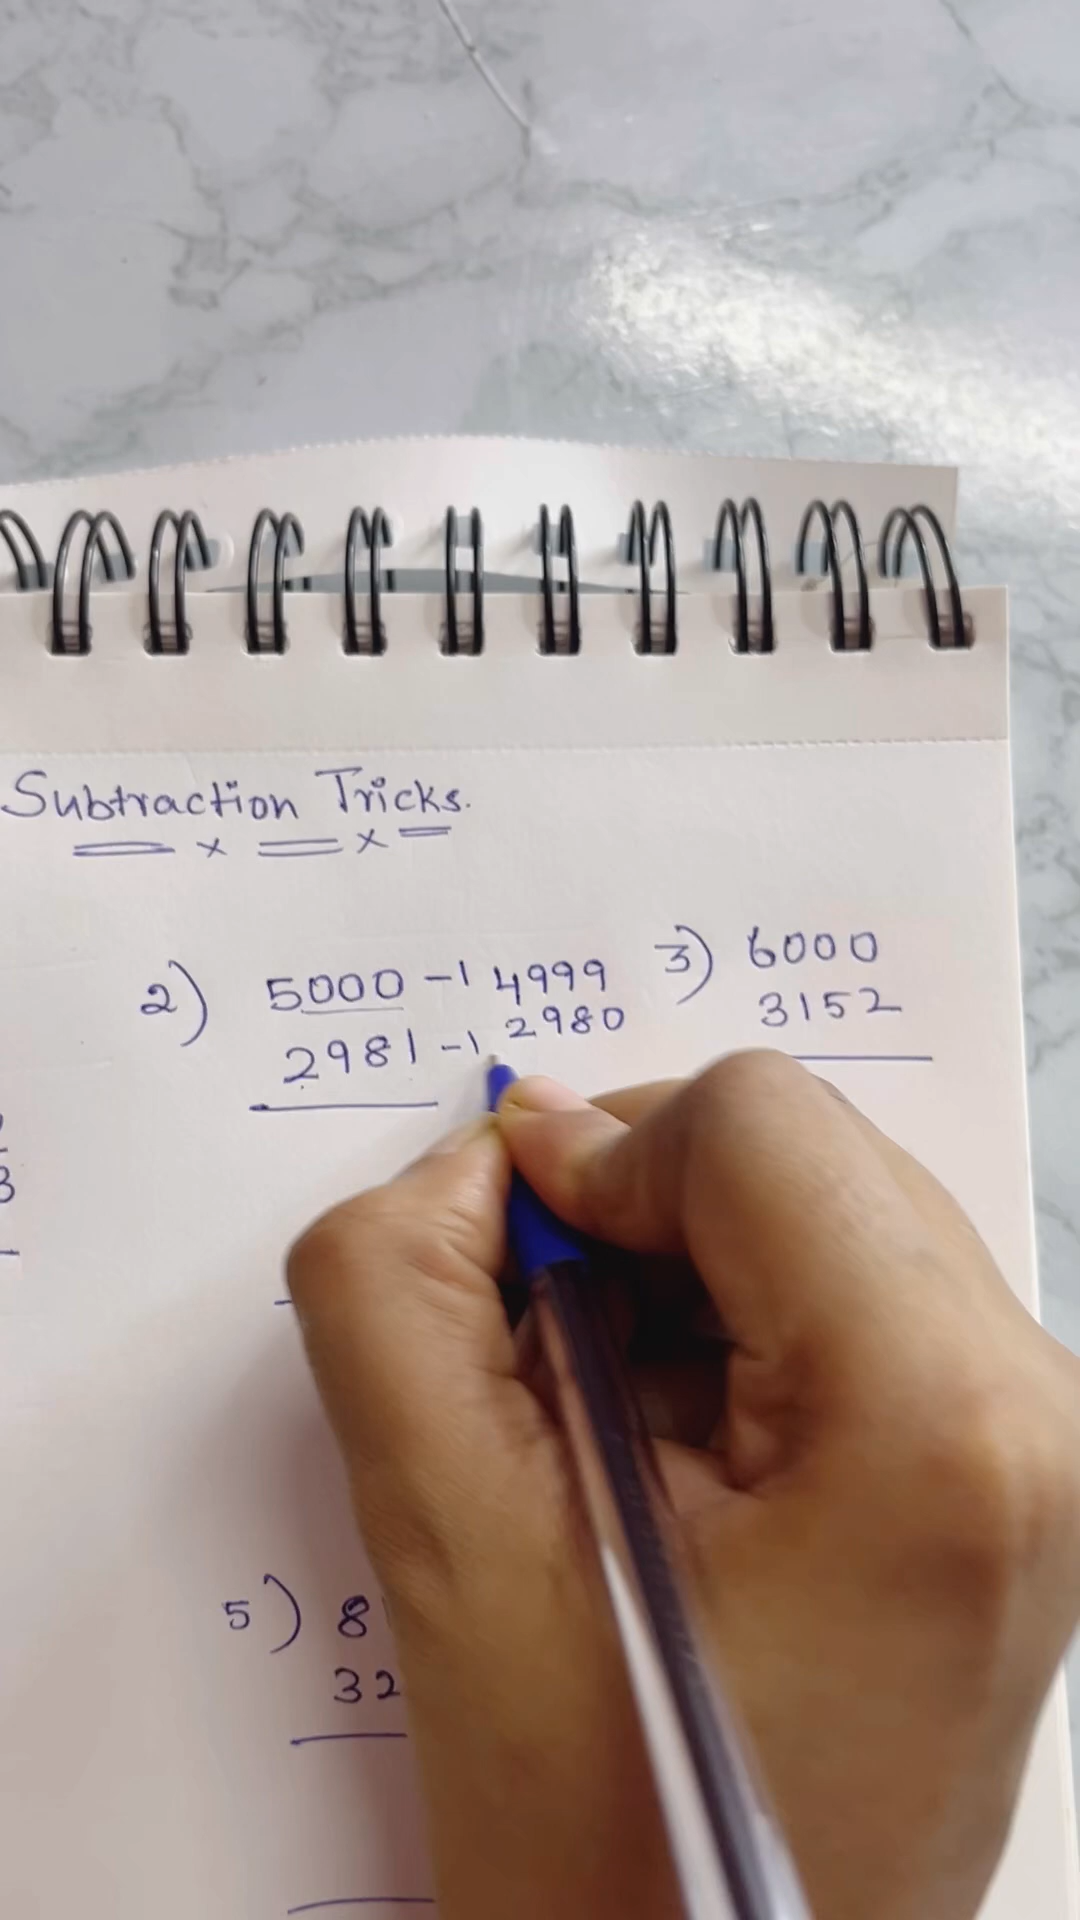 Subtraction Tricks.
2) 5000 -1 4999
2981 -1 2980
3) 6000
3152
3
5) 8
32